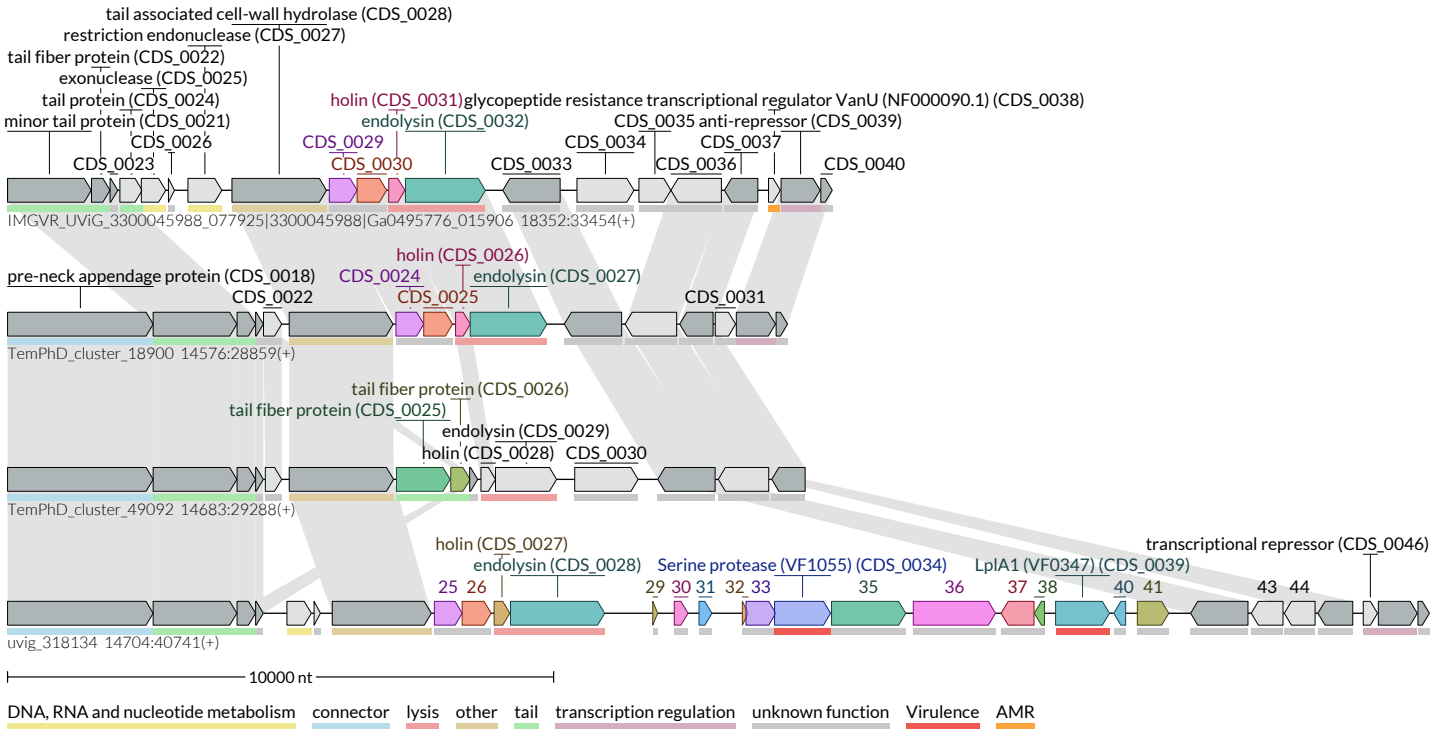 tail associated cell-wall hydrolase (CDS_0028)
restriction endonuclease (CDS_0027)
tail fiber protein (CDS_0022)
exonuclease (CDS_0025)
tail protein (CDS_0024) holin (CDS_0031) glycopeptide resistance transcriptional regulator VanU (NF000090.1) (CDS_0038)
minor tail protein (CDS_0021) endolysin (CDS_0032) CDS_0035 anti-repressor (CDS_0039)
CDS_0026 CDS_0029 CDS_0034 CDS_0037
CDS_0023 CDS_0030 CDS_0033 CDS_0036 CDS_0040
IMGVR_UViG_3300045988_077925|3300045988|Ga0495776_015906 18352:33454(+)
holin (CDS_0026)
pre-neck appendage protein (CDS_0018) CDS_0024 endolysin (CDS_0027)
CDS_0022 CDS_0025 CDS_0031
TemPhD_cluster_18900 14576:28859(+)
tail fiber protein (CDS_0026)
tail fiber protein (CDS_0025)
endolysin (CDS_0029)
holin (CDS_0028) CDS_0030
TemPhD_cluster_49092 14683:29288(+)
holin (CDS_0027) transcriptional repressor (CDS_0046)
endolysin (CDS_0028) Serine protease (VF1055) (CDS_0034) LplA1 (VF0347) (CDS_0039)
25 26 29 30 31 32 33 35 36 37 38 40 41 43 44
uvig_318134 14704:40741(+)
10000 nt
DNA, RNA and nucleotide metabolism connector lysis other tail transcription regulation unknown function Virulence AMR